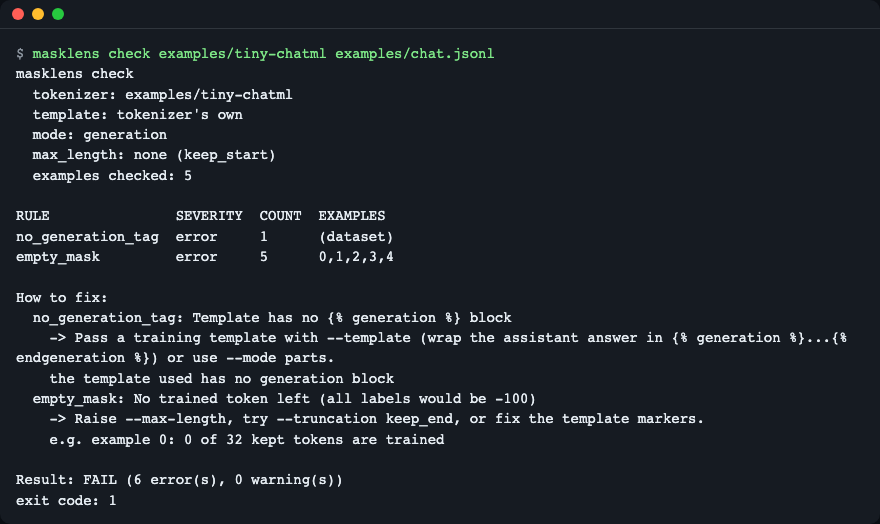 $ masklens check examples/tiny-chatml examples/chat.jsonl
masklens check
  tokenizer: examples/tiny-chatml
  template: tokenizer's own
  mode: generation
  max_length: none (keep_start)
  examples checked: 5

RULE               SEVERITY  COUNT  EXAMPLES
no_generation_tag  error     1      (dataset)
empty_mask         error     5      0,1,2,3,4

How to fix:
  no_generation_tag: Template has no {% generation %} block
    -> Pass a training template with --template (wrap the assistant answer in {% generation %}...{%
endgeneration %}) or use --mode parts.
    the template used has no generation block
  empty_mask: No trained token left (all labels would be -100)
    -> Raise --max-length, try --truncation keep_end, or fix the template markers.
    e.g. example 0: 0 of 32 kept tokens are trained

Result: FAIL (6 error(s), 0 warning(s))
exit code: 1